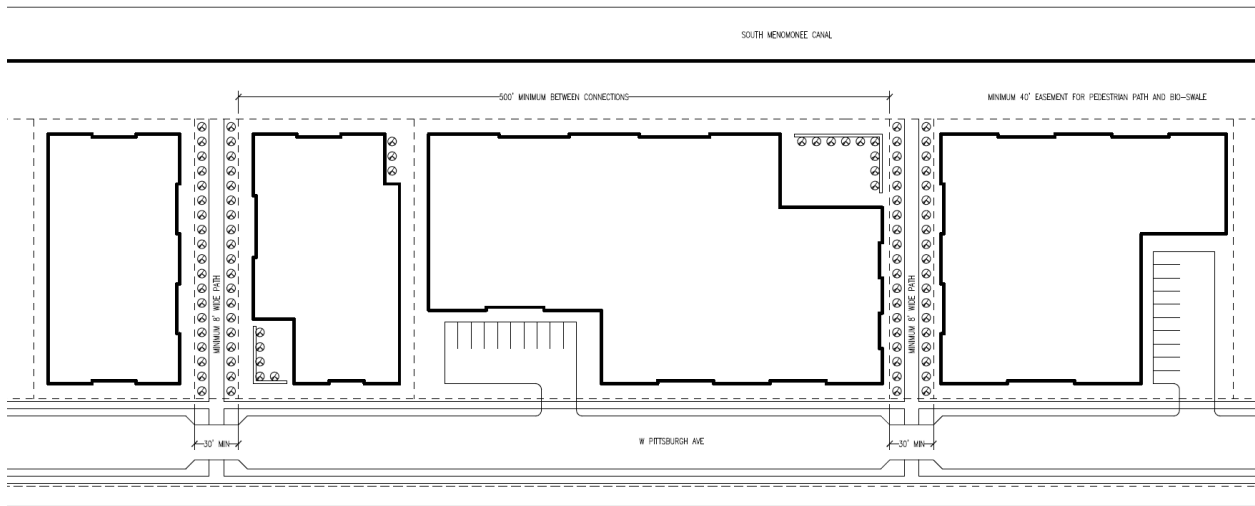 SOUTH MENOMONEE CANAL
500' MINIMUM BETWEEN CONNECTIONS
MINIMUM 40' EASEMENT FOR PEDESTRIAN PATH AND BIO-SWALE
MINIMUM 8' WIDE PATH
MINIMUM 8' WIDE PATH
30' MIN
W PITTSBURGH AVE
30' MIN